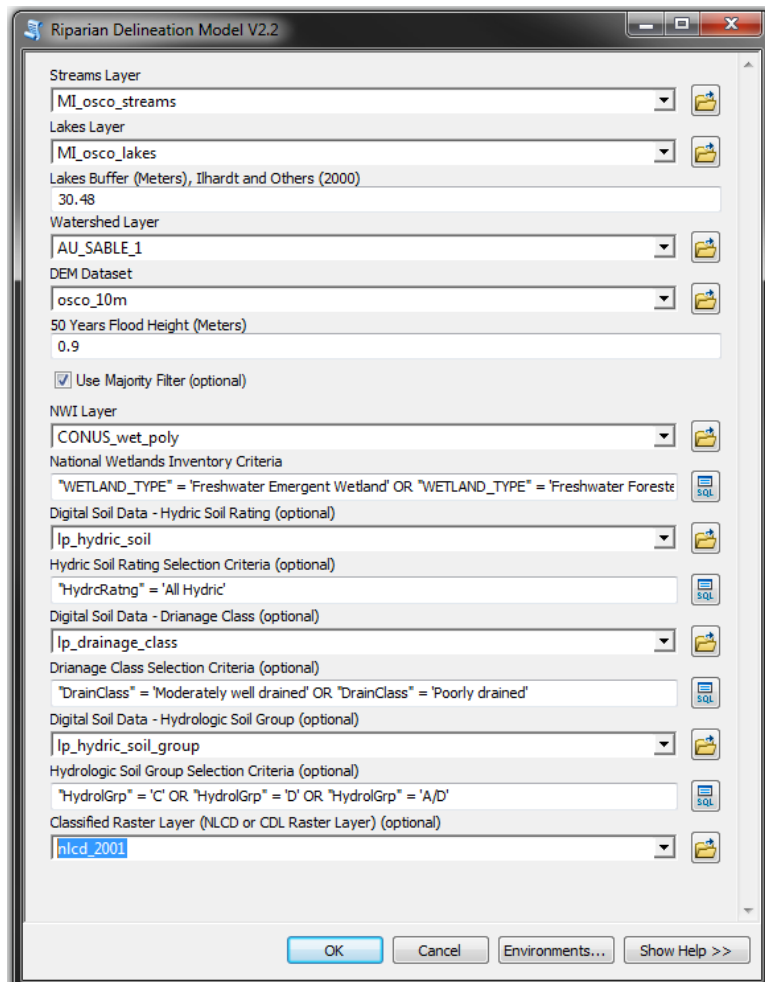 Riparian Delineation Model V2.2
Streams Layer
MI_osco_streams
Lakes Layer
MI_osco_lakes
Lakes Buffer (Meters), Ilhardt and Others (2000)
30.48
Watershed Layer
AU_SABLE_1
DEM Dataset
osco_10m
50 Years Flood Height (Meters)
0.9
Use Majority Filter (optional)
NWI Layer
CONUS_wet_poly
National Wetlands Inventory Criteria
"WETLAND_TYPE" = 'Freshwater Emergent Wetland' OR "WETLAND_TYPE" = 'Freshwater Foreste
SQL
Digital Soil Data - Hydric Soil Rating (optional)
lp_hydric_soil
Hydric Soil Rating Selection Criteria (optional)
"HydrcRatng" = 'All Hydric'
SQL
Digital Soil Data - Drianage Class (optional)
lp_drainage_class
Drianage Class Selection Criteria (optional)
"DrainClass" = 'Moderately well drained' OR "DrainClass" = 'Poorly drained'
SQL
Digital Soil Data - Hydrologic Soil Group (optional)
lp_hydric_soil_group
Hydrologic Soil Group Selection Criteria (optional)
"HydrolGrp" = 'C' OR "HydrolGrp" = 'D' OR "HydrolGrp" = 'A/D'
SQL
Classified Raster Layer (NLCD or CDL Raster Layer) (optional)
nlcd_2001
OK Cancel Environments... Show Help >>